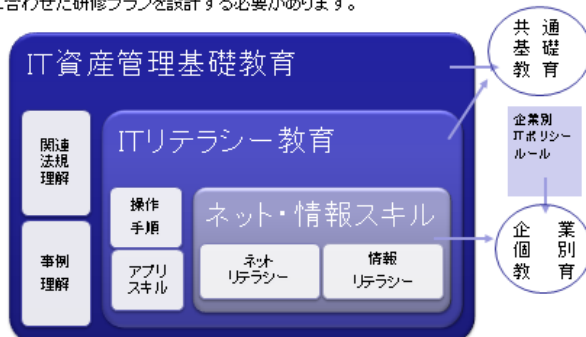 に合わせた研修プランを設計する必要があります。
IT資産管理基礎教育
共通
基礎
教育
関連
法規
理解
ITリテラシー教育
企業別
ITポリシー
ルール
操作
手順
ネット・情報スキル
事例
理解
アプリ
スキル
ネット
リテラシー
情報
リテラシー
企業
個別
教育